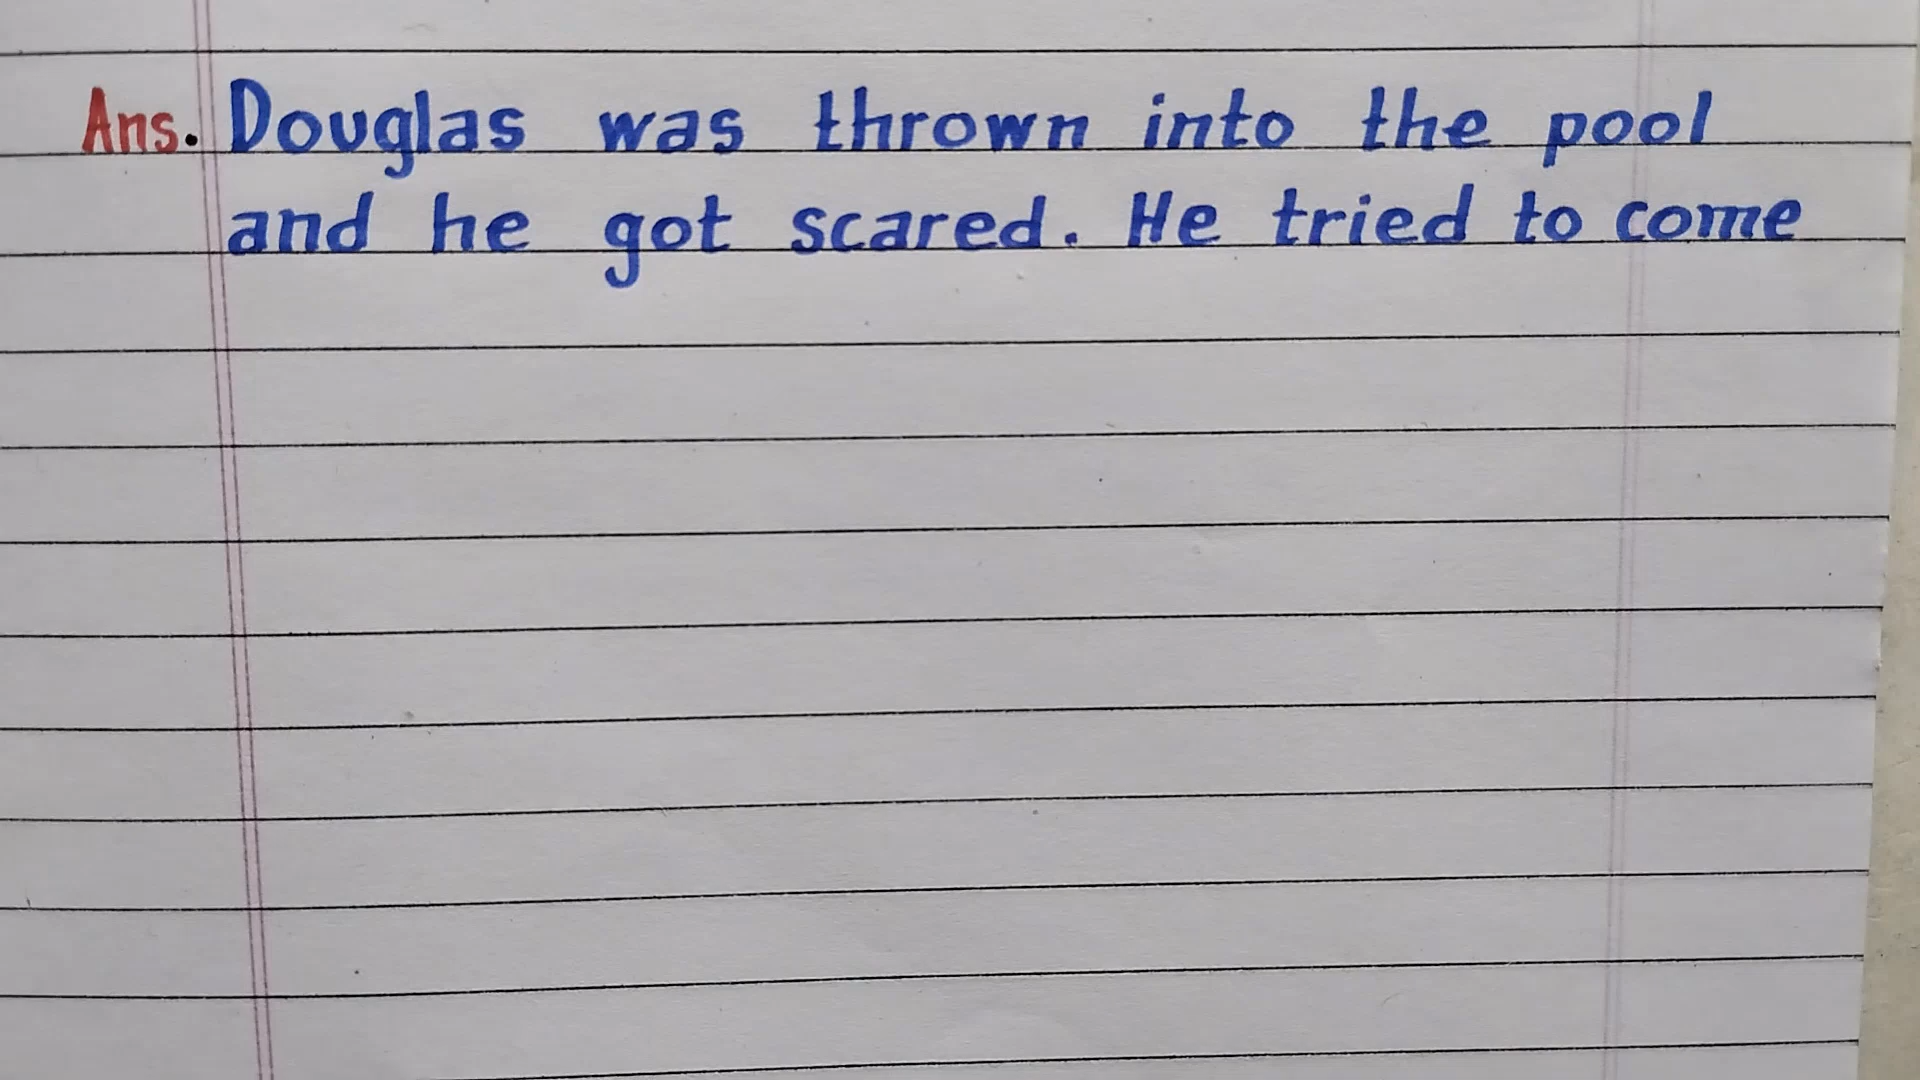 Ans. Douglas was thrown into the pool
and he got scared. He tried to come